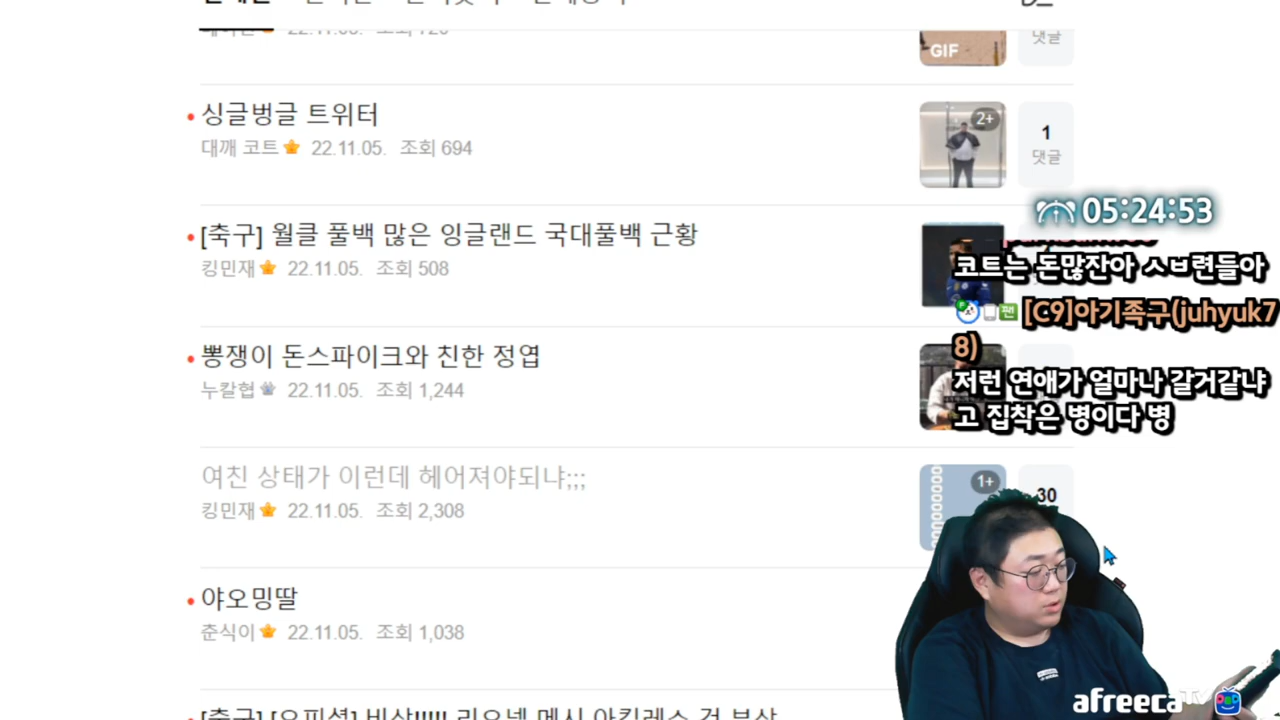 GIF
댓글
싱글벙글 트위터
대깨 코트 22.11.05. 조회 694
2+
1
댓글
05:24:53
[축구] 월클 풀백 많은 잉글랜드 국대풀백 근황
킹민재 22.11.05. 조회 508
코트는 돈많잔아 ㅅㅂ련들아
[C9]아기족구(juhyuk7
8)
저런 연애가 얼마나 갈거같냐
고 집착은 병이다 병
뽕쟁이 돈스파이크와 친한 정엽
누칼협 22.11.05. 조회 1,244
여친 상태가 이런데 헤어져야되냐;;;
킹민재 22.11.05. 조회 2,308
1+
30
야오밍딸
춘식이 22.11.05. 조회 1,038
afreecaTV